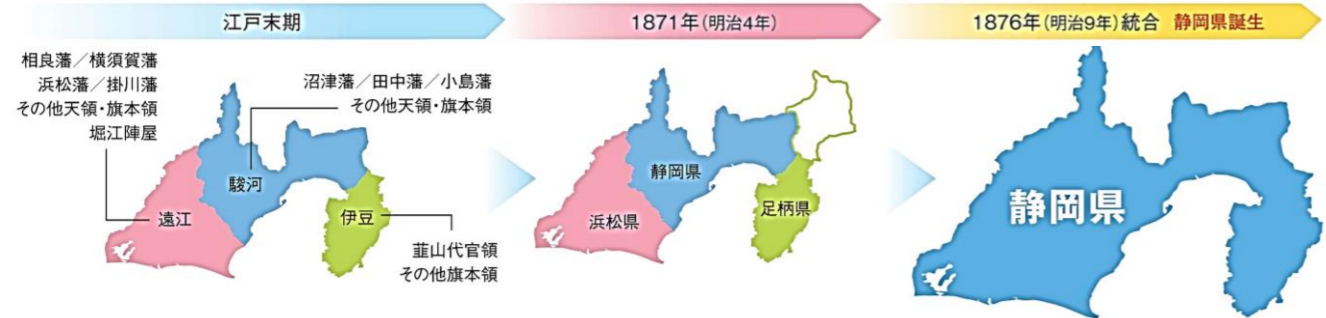 江戸末期
1871年(明治4年)
1876年(明治9年)統合 静岡県誕生
相良藩／横須賀藩
浜松藩／掛川藩
その他天領・旗本領
堀江陣屋
沼津藩／田中藩／小島藩
その他天領・旗本領
駿河
遠江
伊豆
韮山代官領
その他旗本領
静岡県
浜松県
足柄県
静岡県